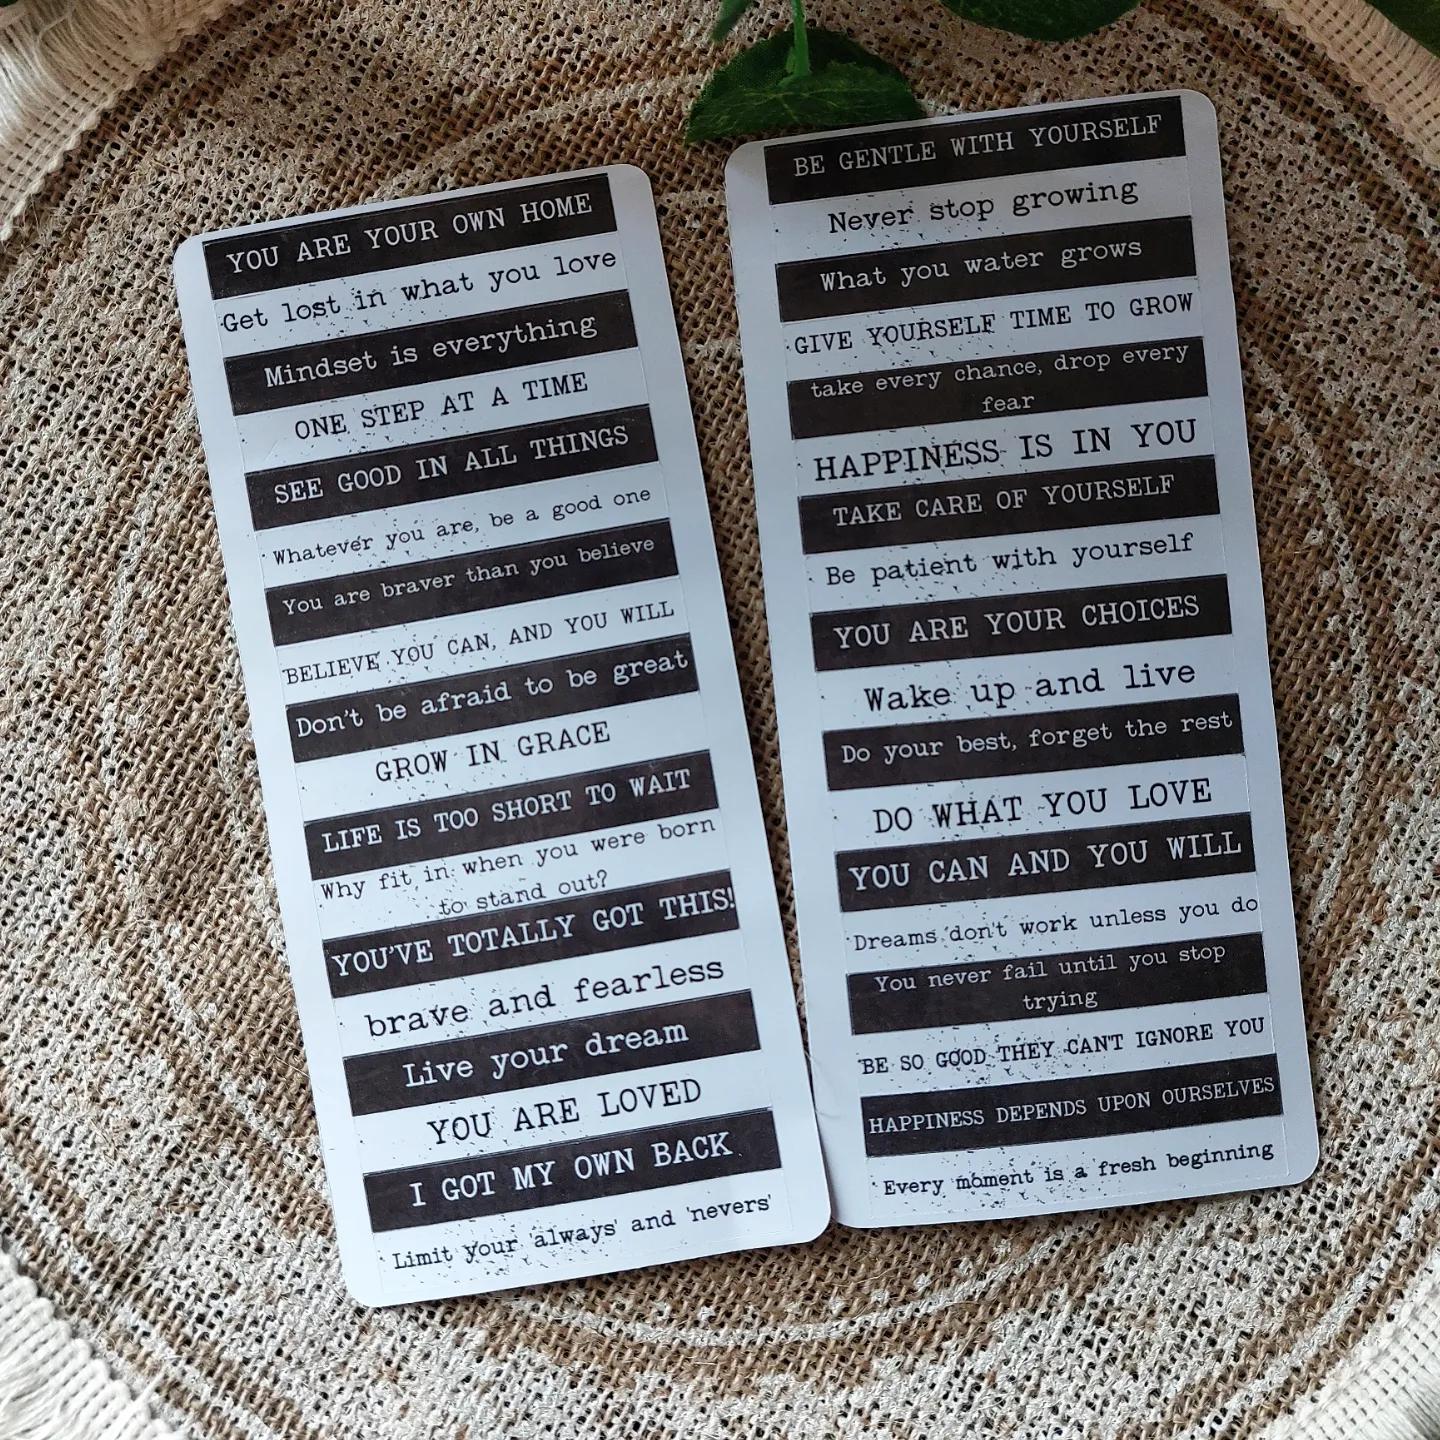 YOU ARE YOUR OWN HOME
Get lost in what you love
Mindset is everything
ONE STEP AT A TIME
SEE GOOD IN ALL THINGS
Whatever you are, be a good one
You are braver than you believe
BELIEVE YOU CAN, AND YOU WILL
Don't be afraid to be great
GROW IN GRACE
LIFE IS TOO SHORT TO WAIT
Why fit in when you were born
to stand out?
YOU'VE TOTALLY GOT THIS!
brave and fearless
Live your dream
YOU ARE LOVED
I GOT MY OWN BACK
Limit your 'always' and 'nevers'
BE GENTLE WITH YOURSELF
Never stop growing
What you water grows
GIVE YOURSELF TIME TO GROW
take every chance, drop every
fear
HAPPINESS IS IN YOU
TAKE CARE OF YOURSELF
Be patient with yourself
YOU ARE YOUR CHOICES
Wake up and live
Do your best, forget the rest
DO WHAT YOU LOVE
YOU CAN AND YOU WILL
Dreams don't work unless you do
You never fail until you stop
trying
BE SO GOOD THEY CAN'T IGNORE YOU
HAPPINESS DEPENDS UPON OURSELVES
Every moment is a fresh beginning